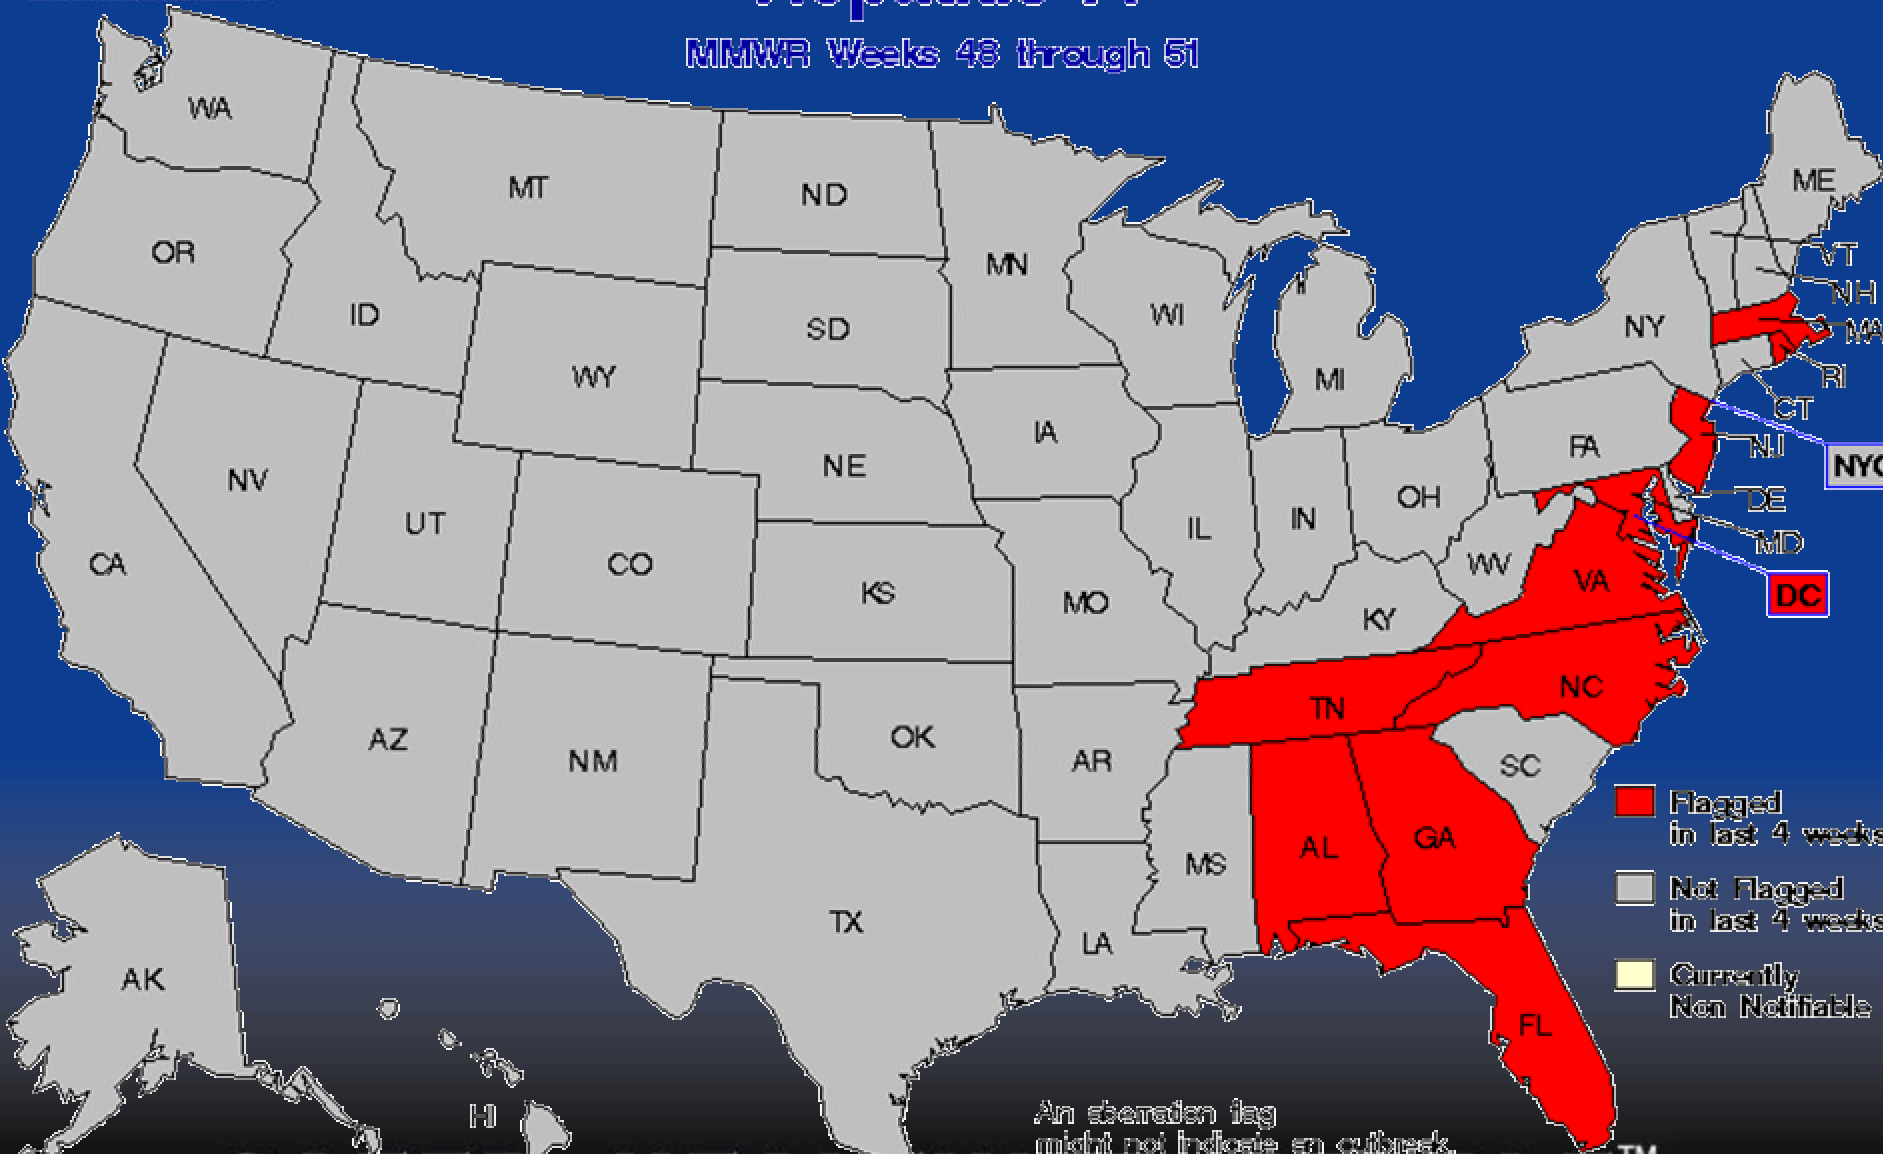 MMWR Weeks 48 through 51
WA
MT
ND
MN
ME
OR
ID
SD
WI
VT
NH
NY
MA
WY
MI
RI
CT
IA
NE
PA
NJ
NYC
NV
UT
OH
DE
IL
IN
MD
CA
CO
KS
MO
WV
VA
DC
KY
TN
NC
AZ
NM
OK
AR
SC
Flagged
in last 4 weeks
AL
GA
MS
Not Flagged
in last 4 weeks
TX
LA
AK
Currently
Non Notifiable
FL
HI
An aberration flag
might not indicate an outbreak.
TM